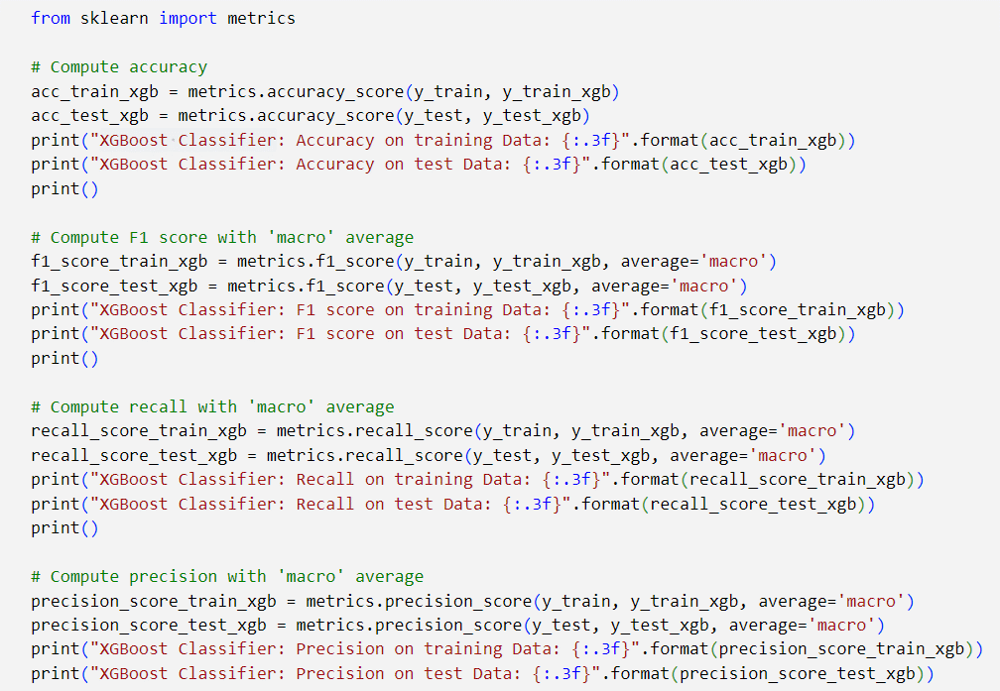 from sklearn import metrics

# Compute accuracy
acc_train_xgb = metrics.accuracy_score(y_train, y_train_xgb)
acc_test_xgb = metrics.accuracy_score(y_test, y_test_xgb)
print("XGBoost Classifier: Accuracy on training Data: {:.3f}".format(acc_train_xgb))
print("XGBoost Classifier: Accuracy on test Data: {:.3f}".format(acc_test_xgb))
print()

# Compute F1 score with 'macro' average
f1_score_train_xgb = metrics.f1_score(y_train, y_train_xgb, average='macro')
f1_score_test_xgb = metrics.f1_score(y_test, y_test_xgb, average='macro')
print("XGBoost Classifier: F1 score on training Data: {:.3f}".format(f1_score_train_xgb))
print("XGBoost Classifier: F1 score on test Data: {:.3f}".format(f1_score_test_xgb))
print()

# Compute recall with 'macro' average
recall_score_train_xgb = metrics.recall_score(y_train, y_train_xgb, average='macro')
recall_score_test_xgb = metrics.recall_score(y_test, y_test_xgb, average='macro')
print("XGBoost Classifier: Recall on training Data: {:.3f}".format(recall_score_train_xgb))
print("XGBoost Classifier: Recall on test Data: {:.3f}".format(recall_score_test_xgb))
print()

# Compute precision with 'macro' average
precision_score_train_xgb = metrics.precision_score(y_train, y_train_xgb, average='macro')
precision_score_test_xgb = metrics.precision_score(y_test, y_test_xgb, average='macro')
print("XGBoost Classifier: Precision on training Data: {:.3f}".format(precision_score_train_xgb))
print("XGBoost Classifier: Precision on test Data: {:.3f}".format(precision_score_test_xgb))